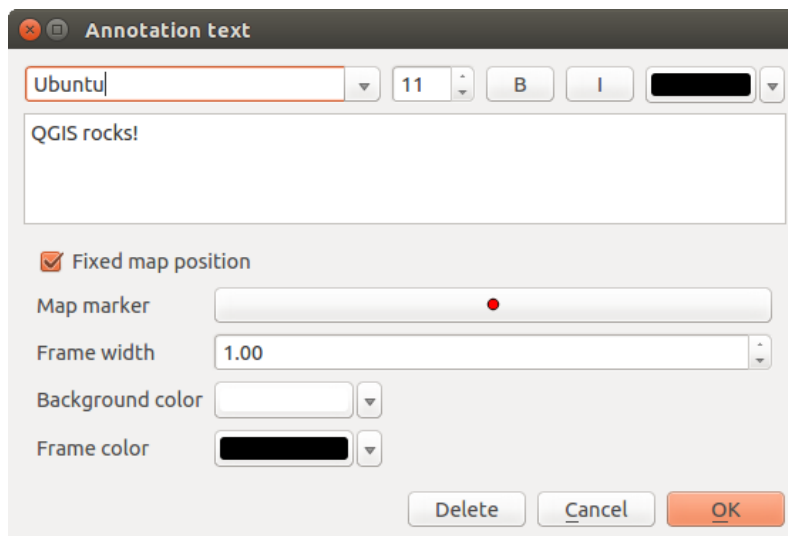 Annotation text
Ubuntu 11 B I
QGIS rocks!
Fixed map position
Map marker
Frame width 1.00
Background color
Frame color
Delete Cancel OK